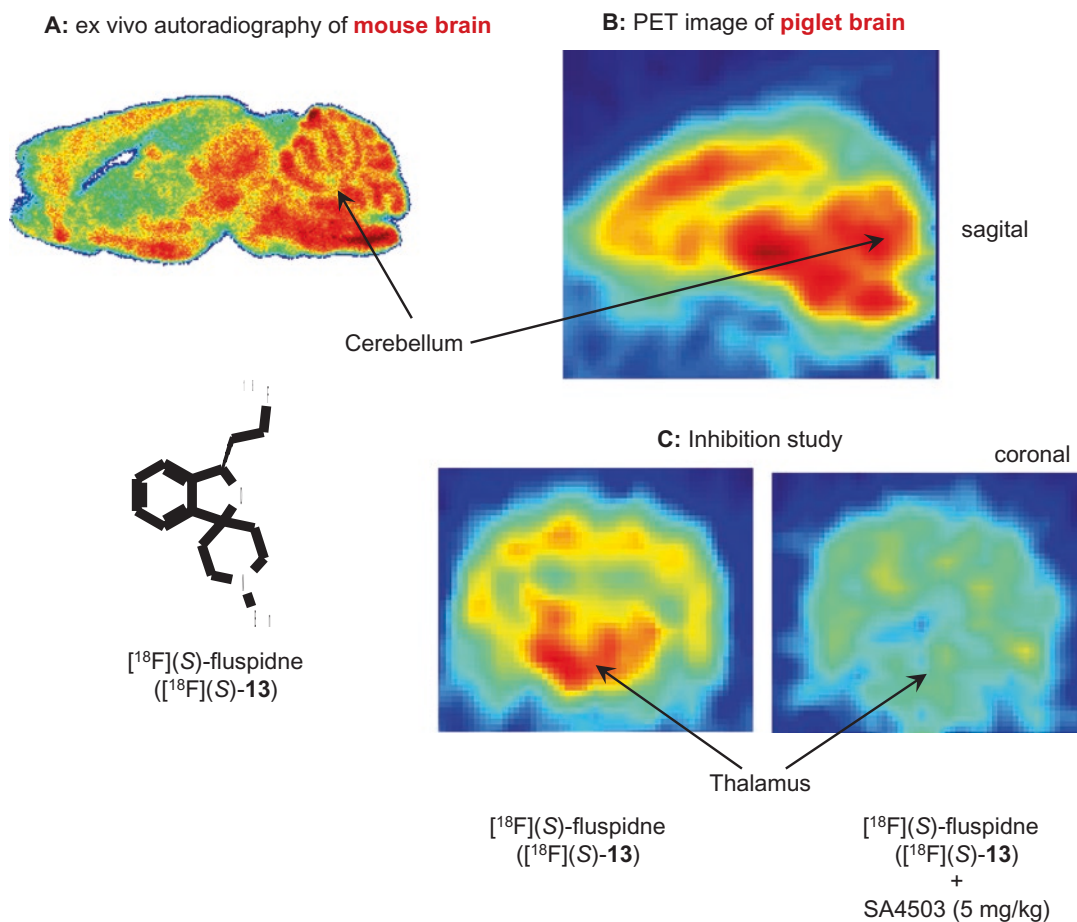 A: ex vivo autoradiography of mouse brain
B: PET image of piglet brain
sagital
Cerebellum
C: Inhibition study
coronal
[¹⁸F](S)-fluspidne
([¹⁸F](S)-13)
Thalamus
[¹⁸F](S)-fluspidne
([¹⁸F](S)-13)
[¹⁸F](S)-fluspidne
([¹⁸F](S)-13)
+
SA4503 (5 mg/kg)